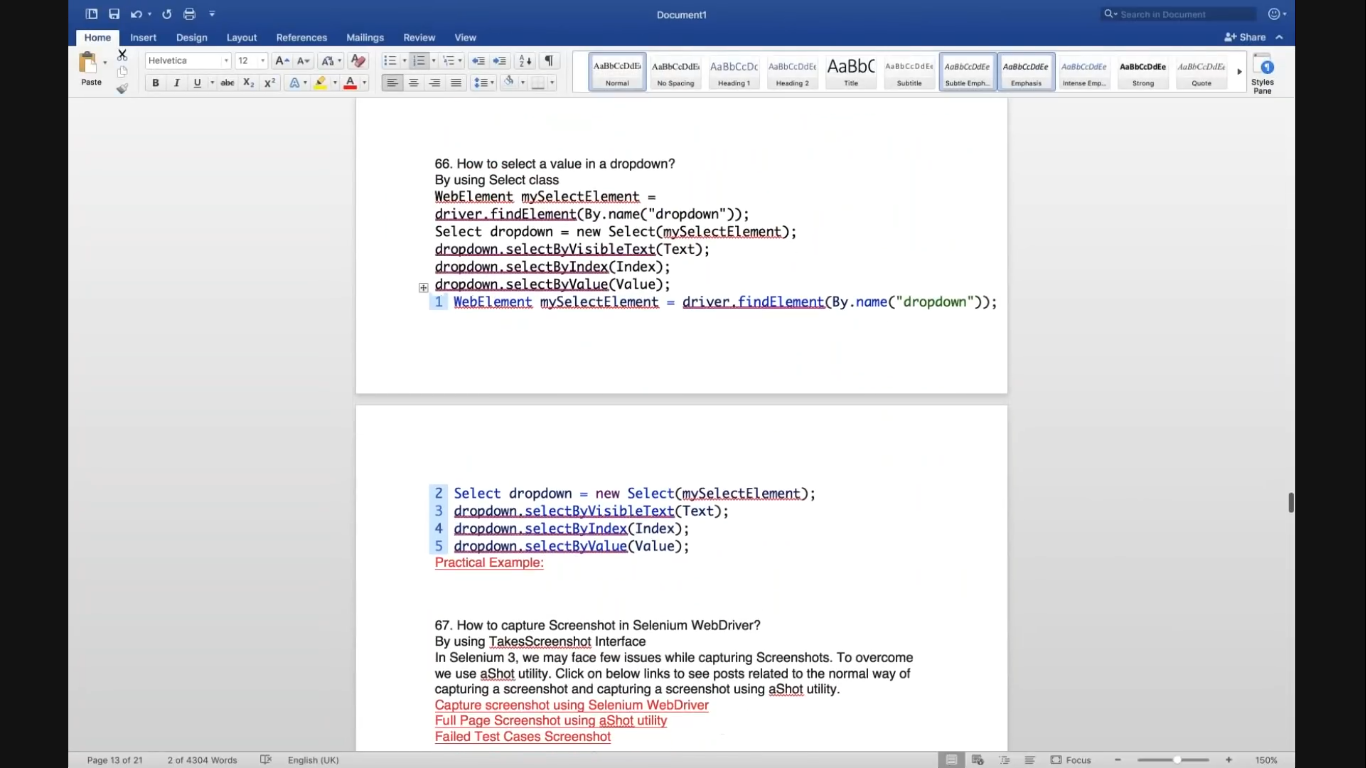 Document1
Search in Document
Home Insert Design Layout References Mailings Review View
Share
Paste
Helvetica 12
B I U abc X₂ X² A A
AaBbCcDdEe AaBbCcDdEe AaBbCcDc AaBbCcDdEe AaBbC AaBbCcDdEe AaBbCcDdEe AaBbCcDdEe AaBbCcDdEe AaBbCcDdEe AaBbCcDdEe
Normal No Spacing Heading 1 Heading 2 Title Subtitle Subtle Emph... Emphasis Intense Emp... Strong Quote
Styles
Pane
66. How to select a value in a dropdown?
By using Select class
WebElement mySelectElement =
driver.findElement(By.name("dropdown"));
Select dropdown = new Select(mySelectElement);
dropdown.selectByVisibleText(Text);
dropdown.selectByIndex(Index);
dropdown.selectByValue(Value);
1 WebElement mySelectElement = driver.findElement(By.name("dropdown"));
2 Select dropdown = new Select(mySelectElement);
3 dropdown.selectByVisibleText(Text);
4 dropdown.selectByIndex(Index);
5 dropdown.selectByValue(Value);
Practical Example:
67. How to capture Screenshot in Selenium WebDriver?
By using TakesScreenshot Interface
In Selenium 3, we may face few issues while capturing Screenshots. To overcome
we use aShot utility. Click on below links to see posts related to the normal way of
capturing a screenshot and capturing a screenshot using aShot utility.
Capture screenshot using Selenium WebDriver
Full Page Screenshot using aShot utility
Failed Test Cases Screenshot
Page 13 of 21 2 of 4304 Words English (UK) Focus 150%